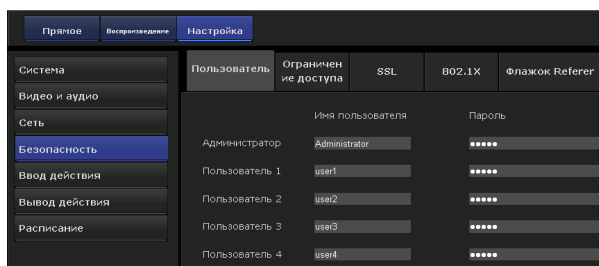 Прямое Воспроизведение Настройка
Система
Видео и аудио
Сеть
Безопасность
Ввод действия
Вывод действия
Расписание
Пользователь Ограничен
ие доступа SSL 802.1X Флажок Referer
Имя пользователя Пароль
Администратор Administrator •••••
Пользователь 1 user1 •••••
Пользователь 2 user2 •••••
Пользователь 3 user3 •••••
Пользователь 4 user4 •••••